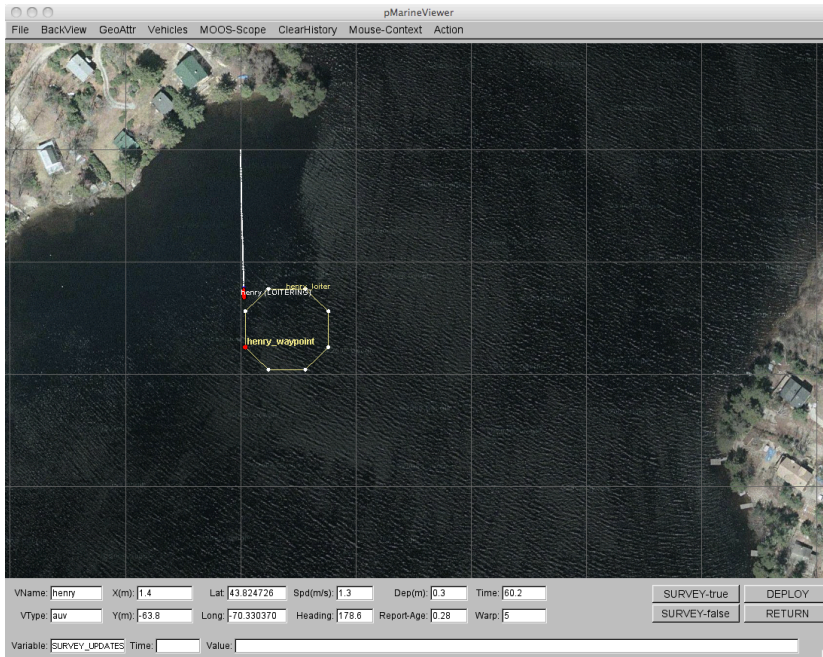 pMarineViewer
File BackView GeoAttr Vehicles MOOS-Scope ClearHistory Mouse-Context Action
henry_loiter
henry (LOITERING)
henry_waypoint
VName: henry X(m): 1.4 Lat: 43.824726 Spd(m/s): 1.3 Dep(m): 0.3 Time: 60.2 SURVEY-true DEPLOY
VType: auv Y(m): -63.8 Long: -70.330370 Heading: 178.6 Report-Age: 0.28 Warp: 5 SURVEY-false RETURN
Variable: SURVEY_UPDATES Time: Value: